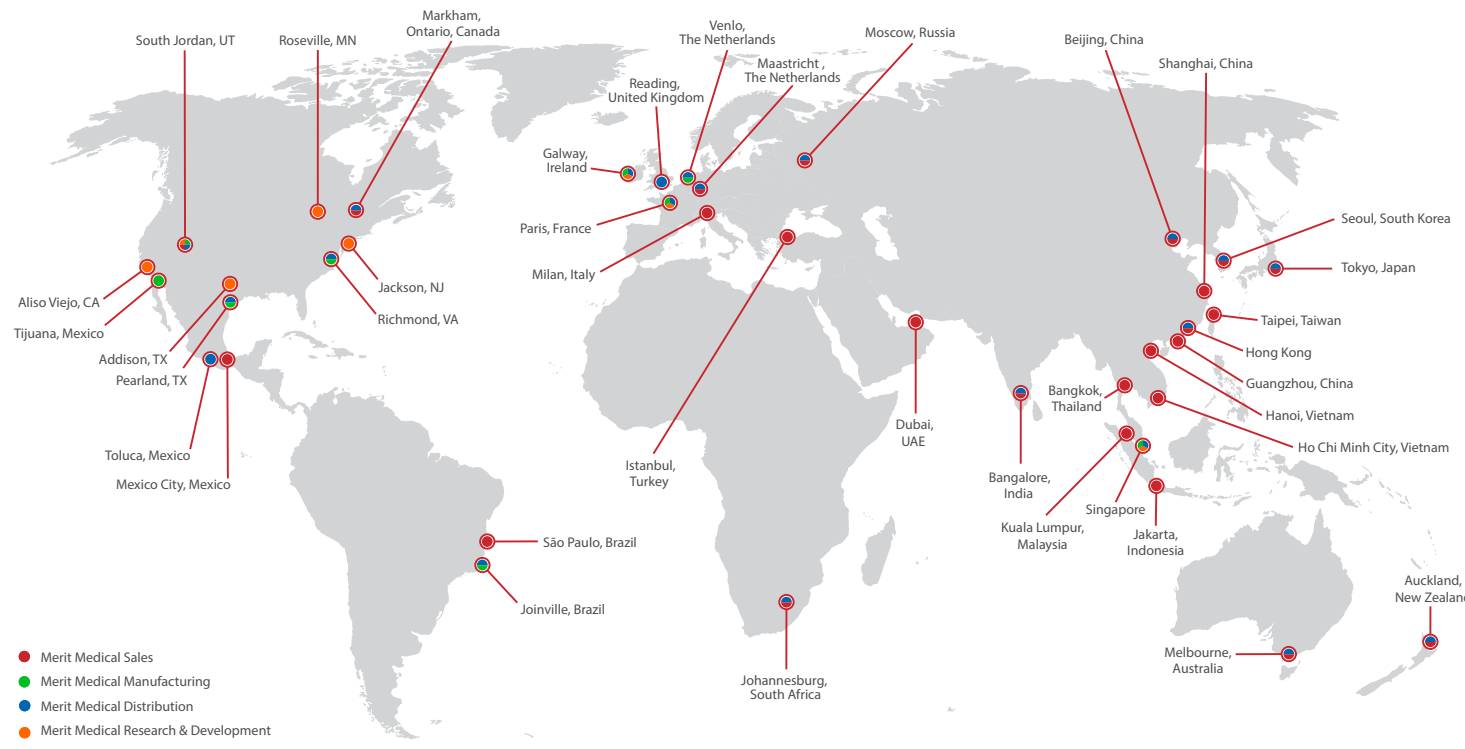 Markham,
Ontario, Canada
South Jordan, UT
Roseville, MN
Venlo,
The Netherlands
Moscow, Russia
Beijing, China
Maastricht ,
The Netherlands
Shanghai, China
Reading,
United Kingdom
Galway,
Ireland
Paris, France
Milan, Italy
Seoul, South Korea
Tokyo, Japan
Aliso Viejo, CA
Tijuana, Mexico
Jackson, NJ
Richmond, VA
Addison, TX
Pearland, TX
Taipei, Taiwan
Hong Kong
Guangzhou, China
Hanoi, Vietnam
Ho Chi Minh City, Vietnam
Bangkok,
Thailand
Dubai,
UAE
Toluca, Mexico
Mexico City, Mexico
Istanbul,
Turkey
Bangalore,
India
Singapore
Kuala Lumpur,
Malaysia
Jakarta,
Indonesia
São Paulo, Brazil
Joinville, Brazil
Auckland,
New Zealand
Melbourne,
Australia
Johannesburg,
South Africa
Merit Medical Sales
Merit Medical Manufacturing
Merit Medical Distribution
Merit Medical Research & Development